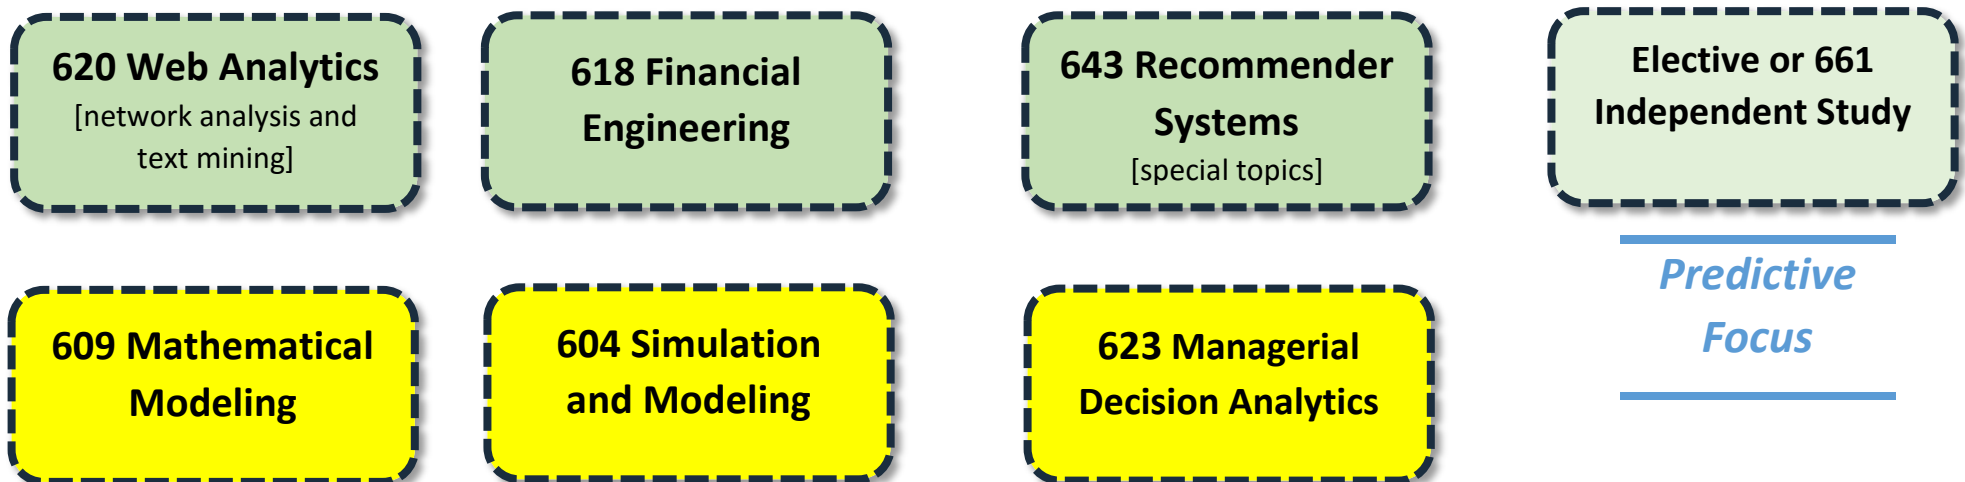 620 Web Analytics
[network analysis and
text mining]
618 Financial
Engineering
643 Recommender
Systems
[special topics]
Elective or 661
Independent Study
609 Mathematical
Modeling
604 Simulation
and Modeling
623 Managerial
Decision Analytics
Predictive
Focus